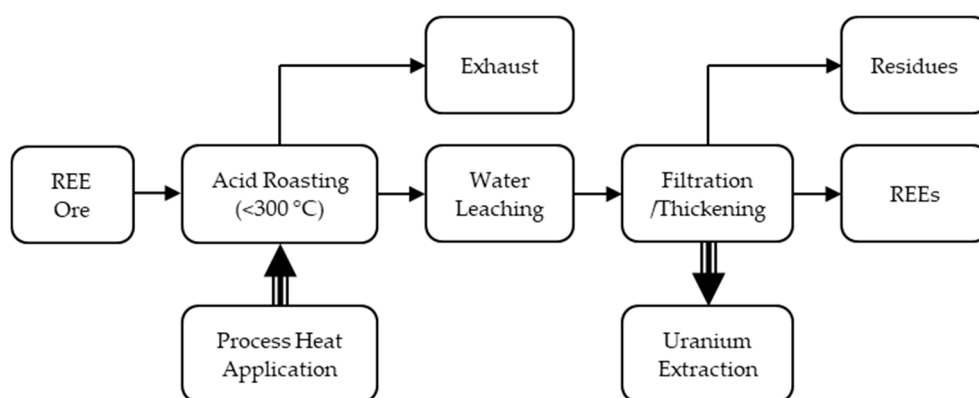 Exhaust
Residues
REE
Ore
Acid Roasting
(<300 °C)
Water
Leaching
Filtration
/Thickening
REEs
Process Heat
Application
Uranium
Extraction